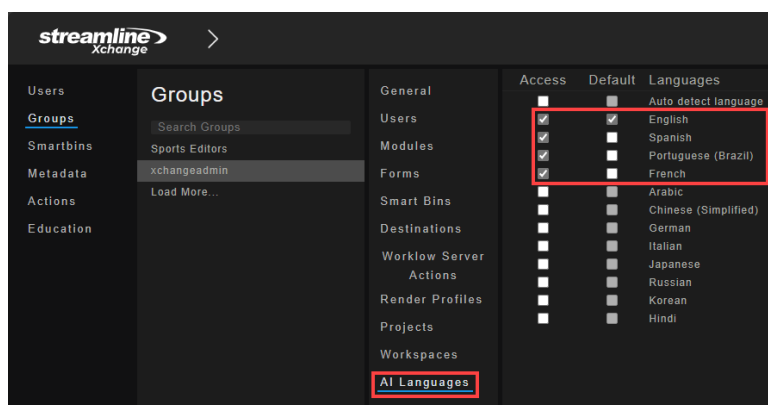 streamline
Xchange
Users
Groups
Smartbins
Metadata
Actions
Education
Groups
Search Groups
Sports Editors
xchangeadmin
Load More...
General
Users
Modules
Forms
Smart Bins
Destinations
Worklow Server
Actions
Render Profiles
Projects
Workspaces
AI Languages
Access Default Languages
Auto detect language
English
Spanish
Portuguese (Brazil)
French
Arabic
Chinese (Simplified)
German
Italian
Japanese
Russian
Korean
Hindi